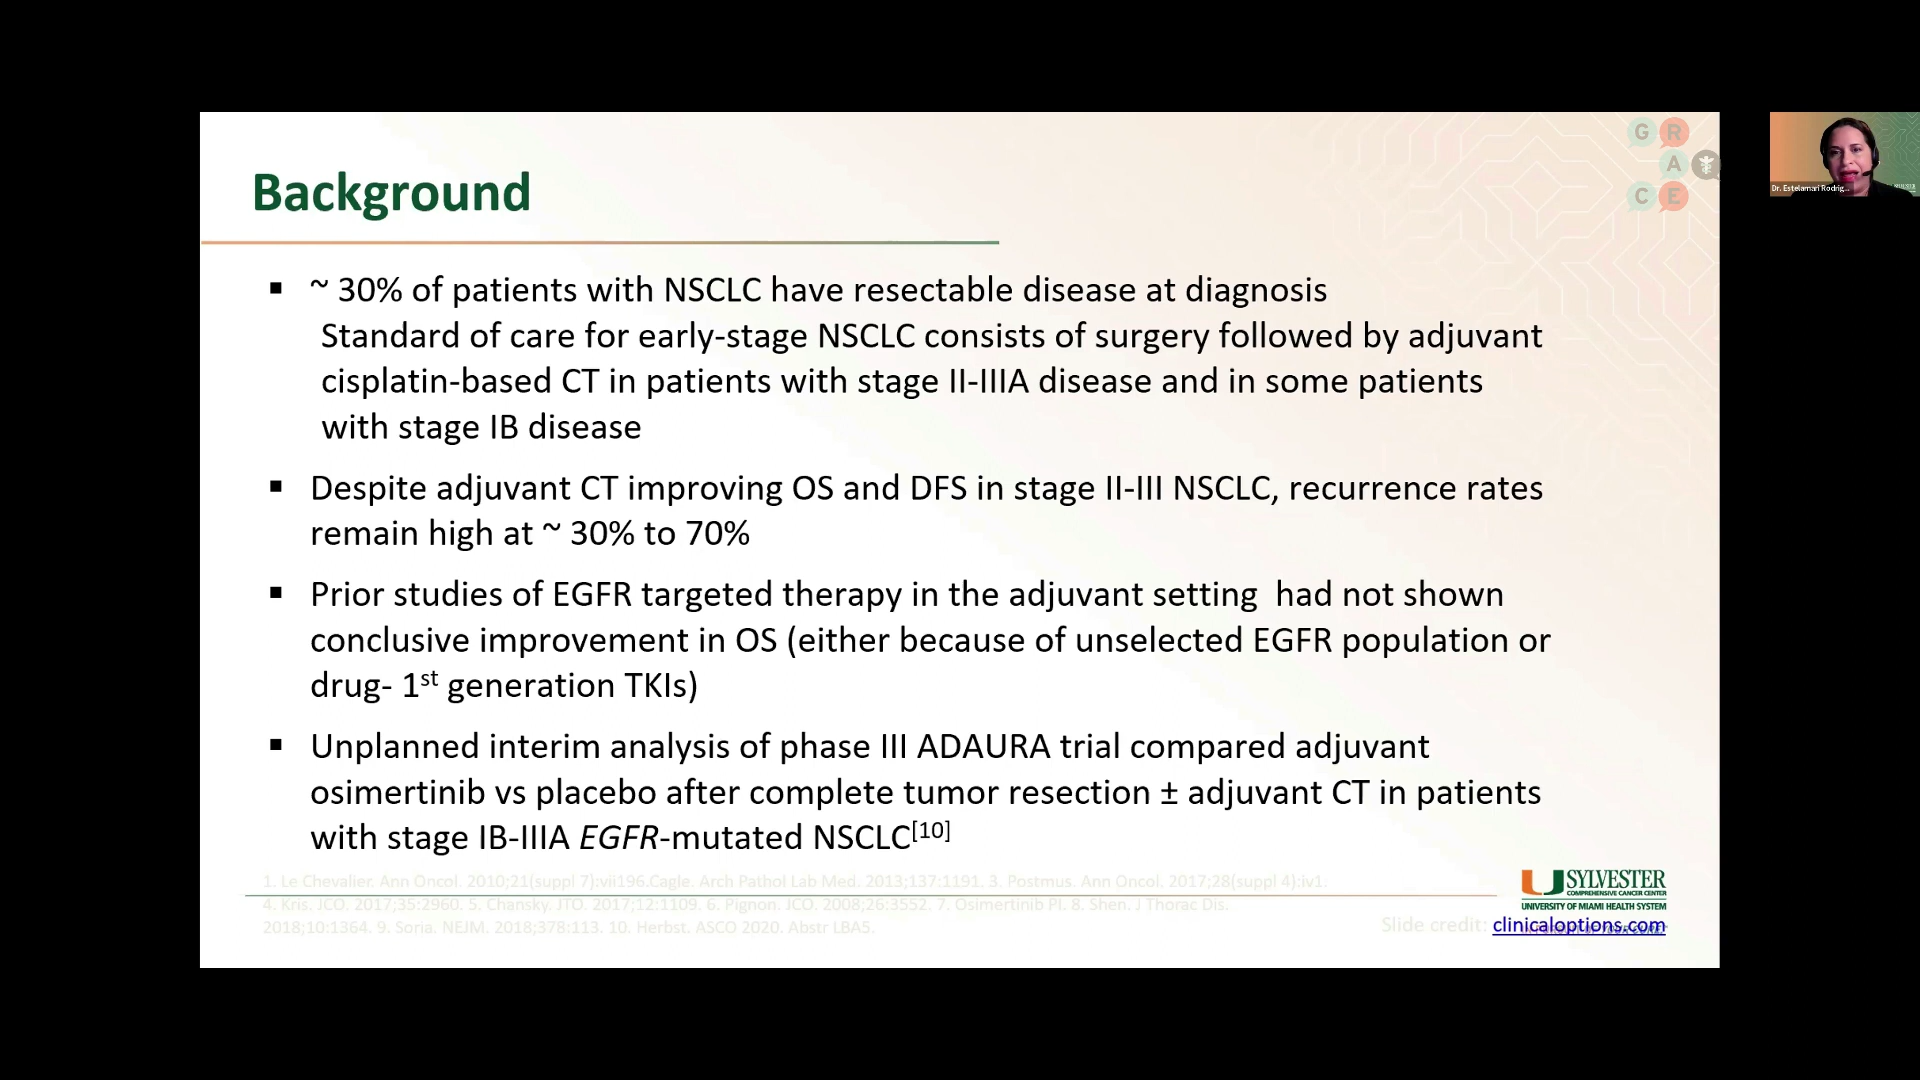 G R
A
C E
Dr. Estelamari Rodrig...
Background
▪ ~ 30% of patients with NSCLC have resectable disease at diagnosis
Standard of care for early-stage NSCLC consists of surgery followed by adjuvant
cisplatin-based CT in patients with stage II-IIIA disease and in some patients
with stage IB disease
▪ Despite adjuvant CT improving OS and DFS in stage II-III NSCLC, recurrence rates
remain high at ~ 30% to 70%
▪ Prior studies of EGFR targeted therapy in the adjuvant setting  had not shown
conclusive improvement in OS (either because of unselected EGFR population or
drug- 1st generation TKIs)
▪ Unplanned interim analysis of phase III ADAURA trial compared adjuvant
osimertinib vs placebo after complete tumor resection ± adjuvant CT in patients
with stage IB-IIIA EGFR-mutated NSCLC[10]
1. Le Chevalier. Ann Oncol. 2010;21(suppl 7):vii196.Cagle. Arch Pathol Lab Med. 2013;137:1191. 3. Postmus. Ann Oncol. 2017;28(suppl 4):iv1.
4. Kris. JCO. 2017;35:2960. 5. Chansky. JTO. 2017;12:1109. 6. Pignon. JCO. 2008;26:3552. 7. Osimertinib PI. 8. Shen. J Thorac Dis.
2018;10:1364. 9. Soria. NEJM. 2018;378:113. 10. Herbst. ASCO 2020. Abstr LBA5.
SYLVESTER
COMPREHENSIVE CANCER CENTER
UNIVERSITY OF MIAMI HEALTH SYSTEM
Slide credit: clinicaloptions.com